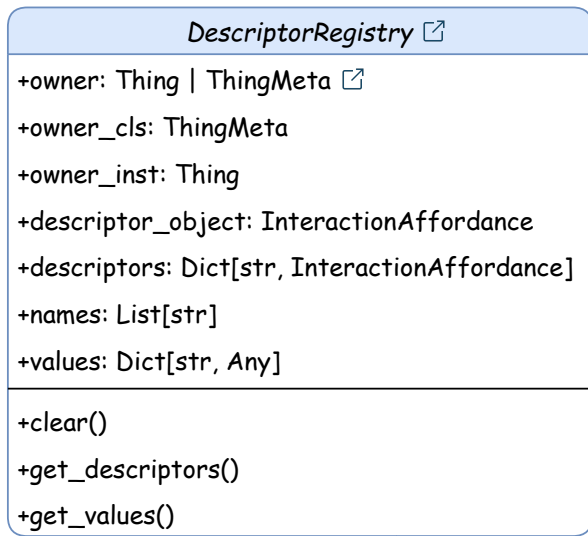 DescriptorRegistry
+owner: Thing | ThingMeta
+owner_cls: ThingMeta
+owner_inst: Thing
+descriptor_object: InteractionAffordance
+descriptors: Dict[str, InteractionAffordance]
+names: List[str]
+values: Dict[str, Any]
+clear()
+get_descriptors()
+get_values()